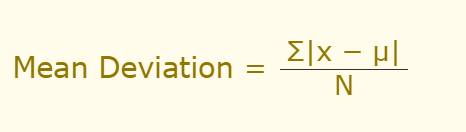 Mean Deviation = Σ|x − μ| / N